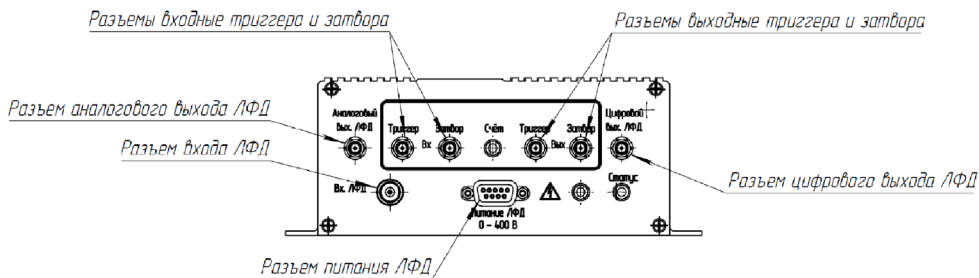 Разъемы входные триггера и затвора
Разъемы выходные триггера и затвора
Разъем аналогового выхода ЛФД
Аналоговый
Вых. ЛФД
Триггер
Затвор
Счёт
Триггер
Затвор
Цифровой
Вых. ЛФД
Вх
Вых
Разъем входа ЛФД
Вх. ЛФД
Статус
Разъем цифрового выхода ЛФД
Питание ЛФД
0 – 400 В
Разъем питания ЛФД